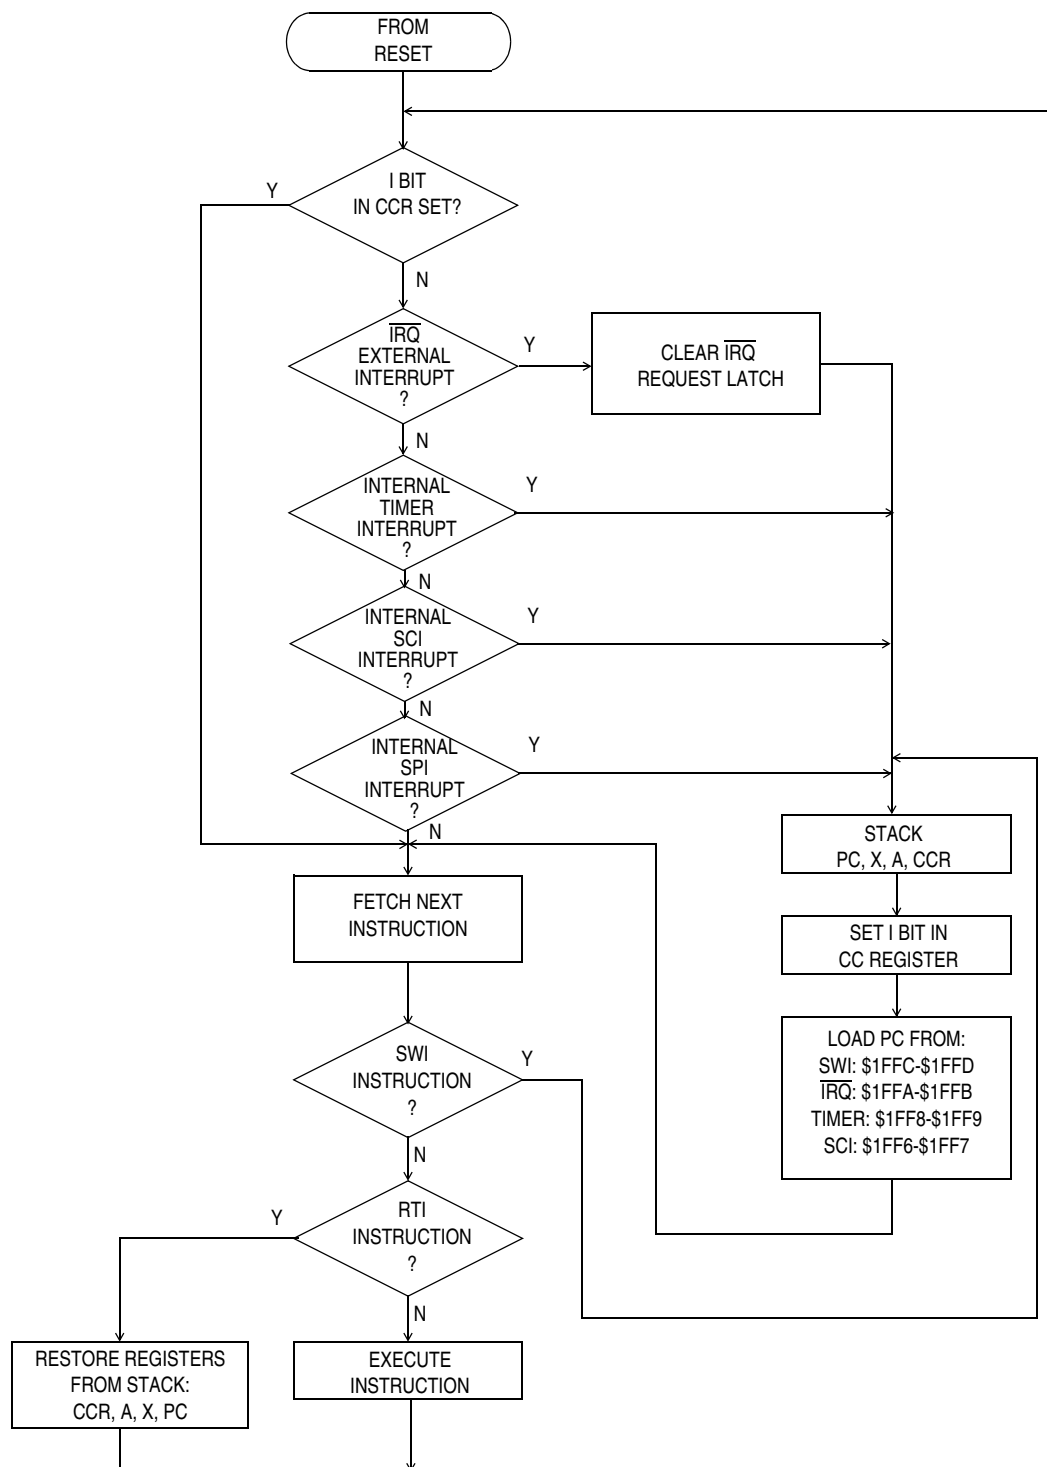 FROM
RESET
I BIT
IN CCR SET?
Y
N
I̅R̅Q̅
EXTERNAL
INTERRUPT
?
Y
CLEAR I̅R̅Q̅
REQUEST LATCH
N
INTERNAL
TIMER
INTERRUPT
?
Y
N
INTERNAL
SCI
INTERRUPT
?
Y
N
INTERNAL
SPI
INTERRUPT
?
Y
N
STACK
PC, X, A, CCR
FETCH NEXT
INSTRUCTION
SET I BIT IN
CC REGISTER
LOAD PC FROM:
SWI: $1FFC-$1FFD
I̅R̅Q̅: $1FFA-$1FFB
TIMER: $1FF8-$1FF9
SCI: $1FF6-$1FF7
SWI
INSTRUCTION
?
Y
N
RTI
INSTRUCTION
?
Y
N
RESTORE REGISTERS
FROM STACK:
CCR, A, X, PC
EXECUTE
INSTRUCTION